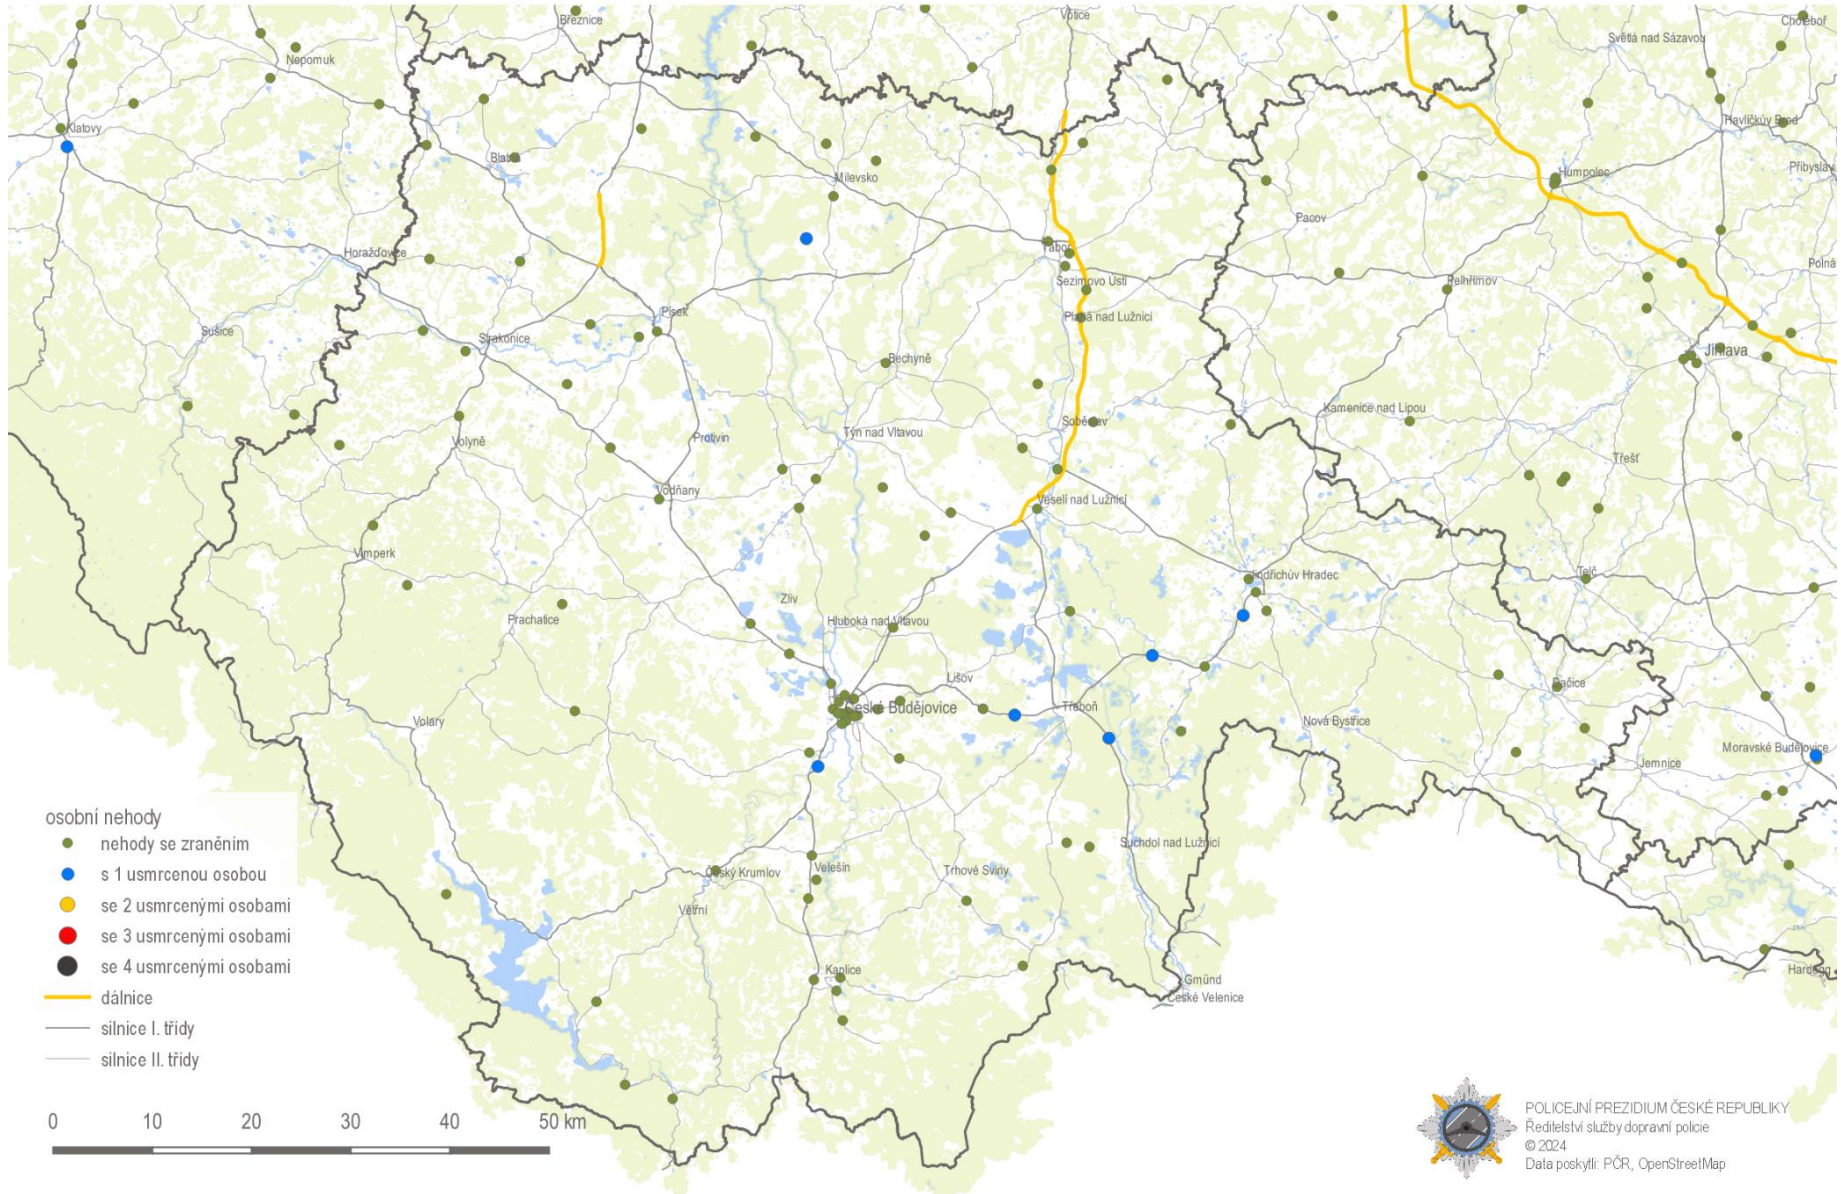 Březnice
Votice
Chotěboř
Nepomuk
Světlá nad Sázavou
Klatovy
Havlíčkův Brod
Blatná
Přibyslav
Milevsko
Humpolec
Pacov
Horažďovice
Tábor
Polná
Sezimovo Ústí
Pelhřimov
Písek
Planá nad Lužnicí
Sušice
Strakonice
Bechyně
Jihlava
Kamenice nad Lipou
Soběslav
Týn nad Vltavou
Protivín
Volyně
Třešť
Vodňany
Veselí nad Lužnicí
Vimperk
Jindřichův Hradec
Telč
Zliv
Prachatice
Hluboká nad Vltavou
Lišov
Dačice
České Budějovice
Třeboň
Volary
Nová Bystřice
Moravské Budějovice
Jemnice
Suchdol nad Lužnicí
Velešín
Český Krumlov
Trhové Sviny
Větřní
Kaplice
Hardegg
Gmünd
České Velenice
osobní nehody
nehody se zraněním
s 1 usmrcenou osobou
se 2 usmrcenými osobami
se 3 usmrcenými osobami
se 4 usmrcenými osobami
dálnice
silnice I. třídy
silnice II. třídy
0 10 20 30 40 50 km
POLICEJNÍ PREZIDIUM ČESKÉ REPUBLIKY
Ředitelství služby dopravní policie
© 2024
Data poskytli: PČR, OpenStreetMap